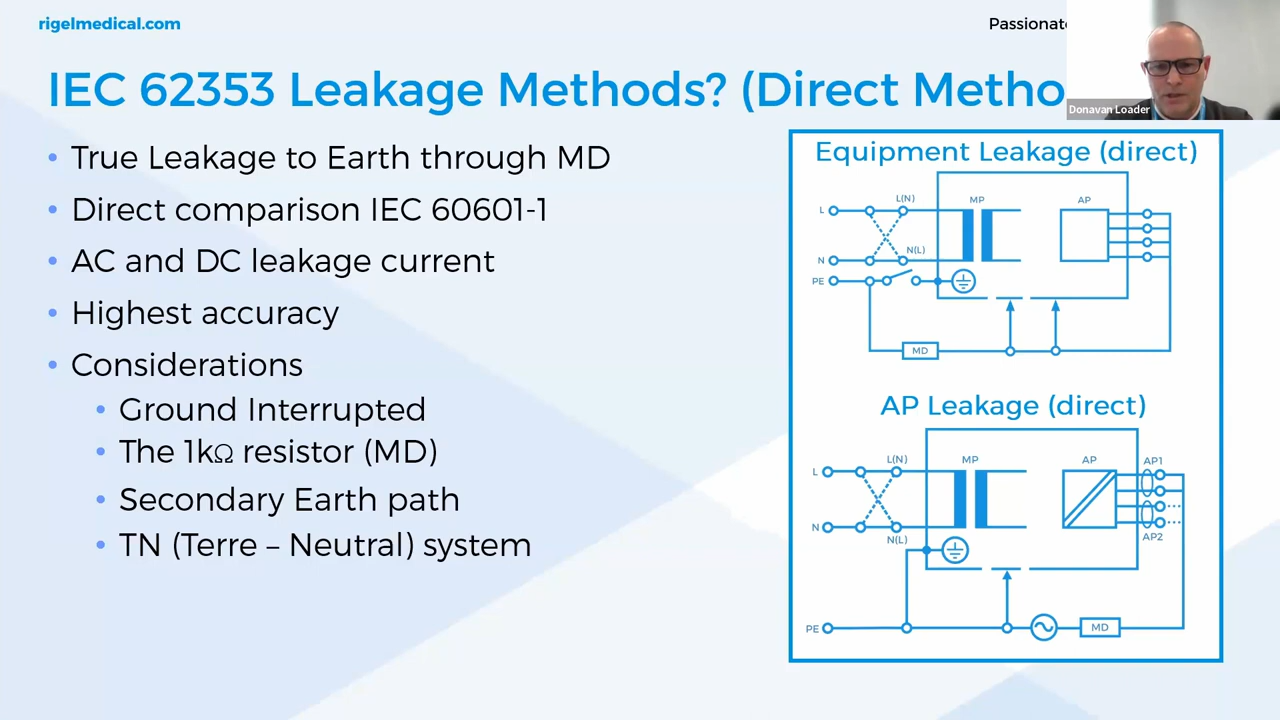 rigelmedical.com
Passionate
IEC 62353 Leakage Methods? (Direct Metho
Donavan Loader
• True Leakage to Earth through MD
• Direct comparison IEC 60601-1
• AC and DC leakage current
• Highest accuracy
• Considerations
• Ground Interrupted
• The 1kΩ resistor (MD)
• Secondary Earth path
• TN (Terre – Neutral) system
Equipment Leakage (direct)
L(N) MP AP
L
N(L)
N
PE
MD
AP Leakage (direct)
L(N) MP AP AP1
L
N
N(L) AP2
PE MD